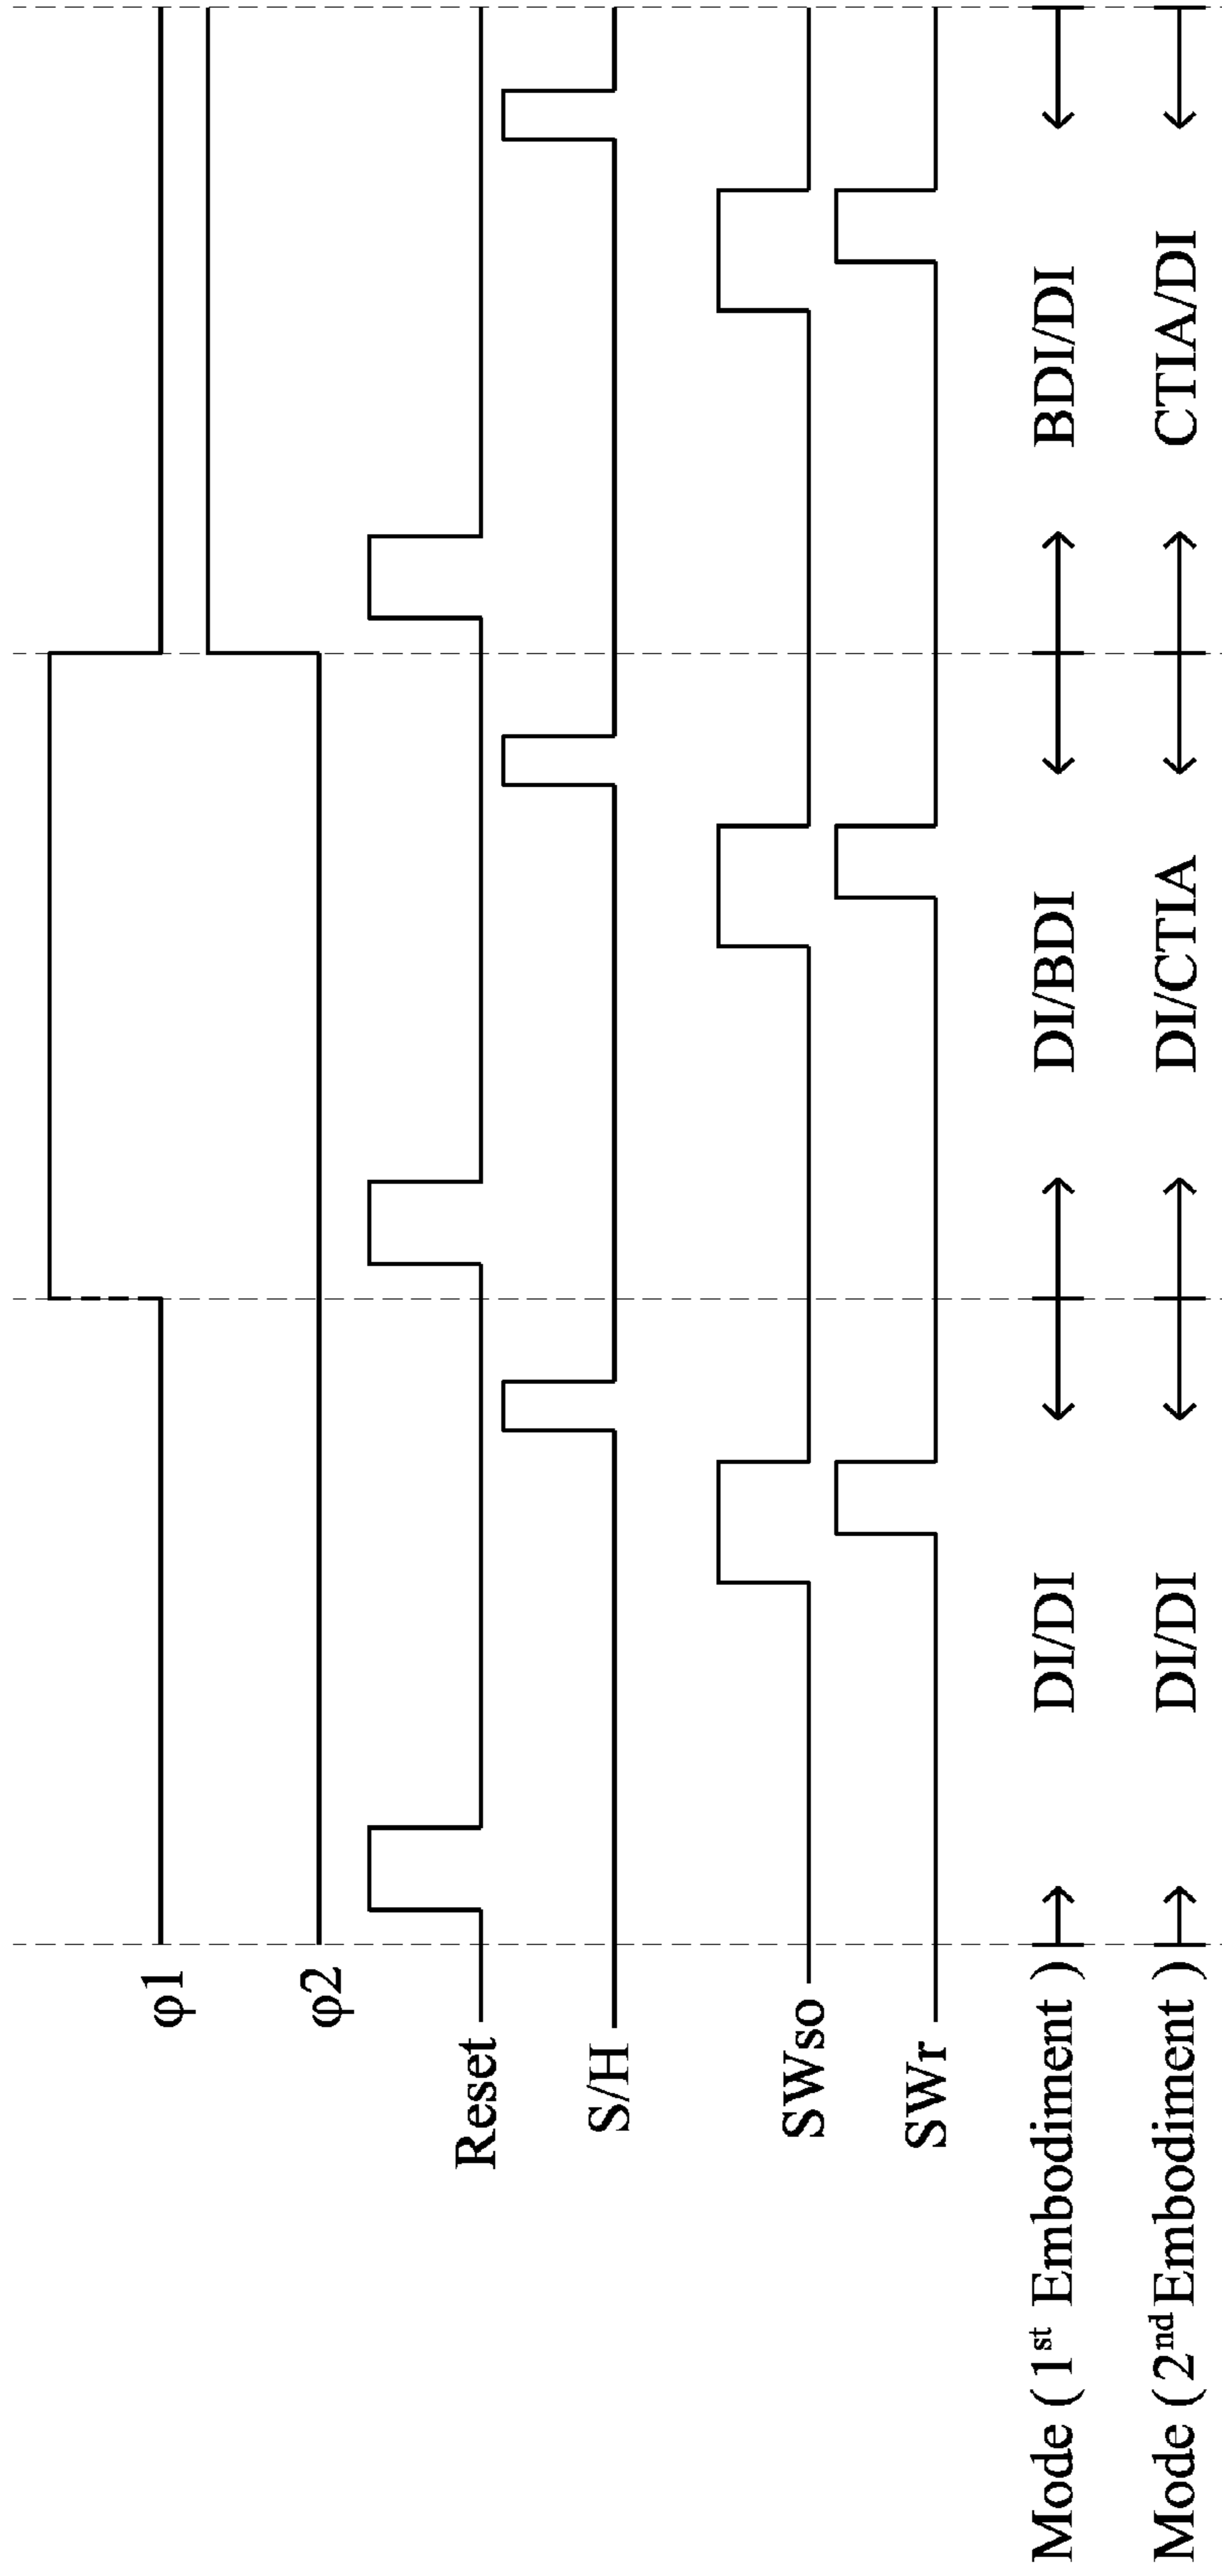 φ1
φ2
Reset
S/H
SWso
SWr
Mode ( 1st Embodiment ) DI/DI DI/BDI BDI/DI
Mode ( 2nd Embodiment ) DI/DI DI/CTIA CTIA/DI